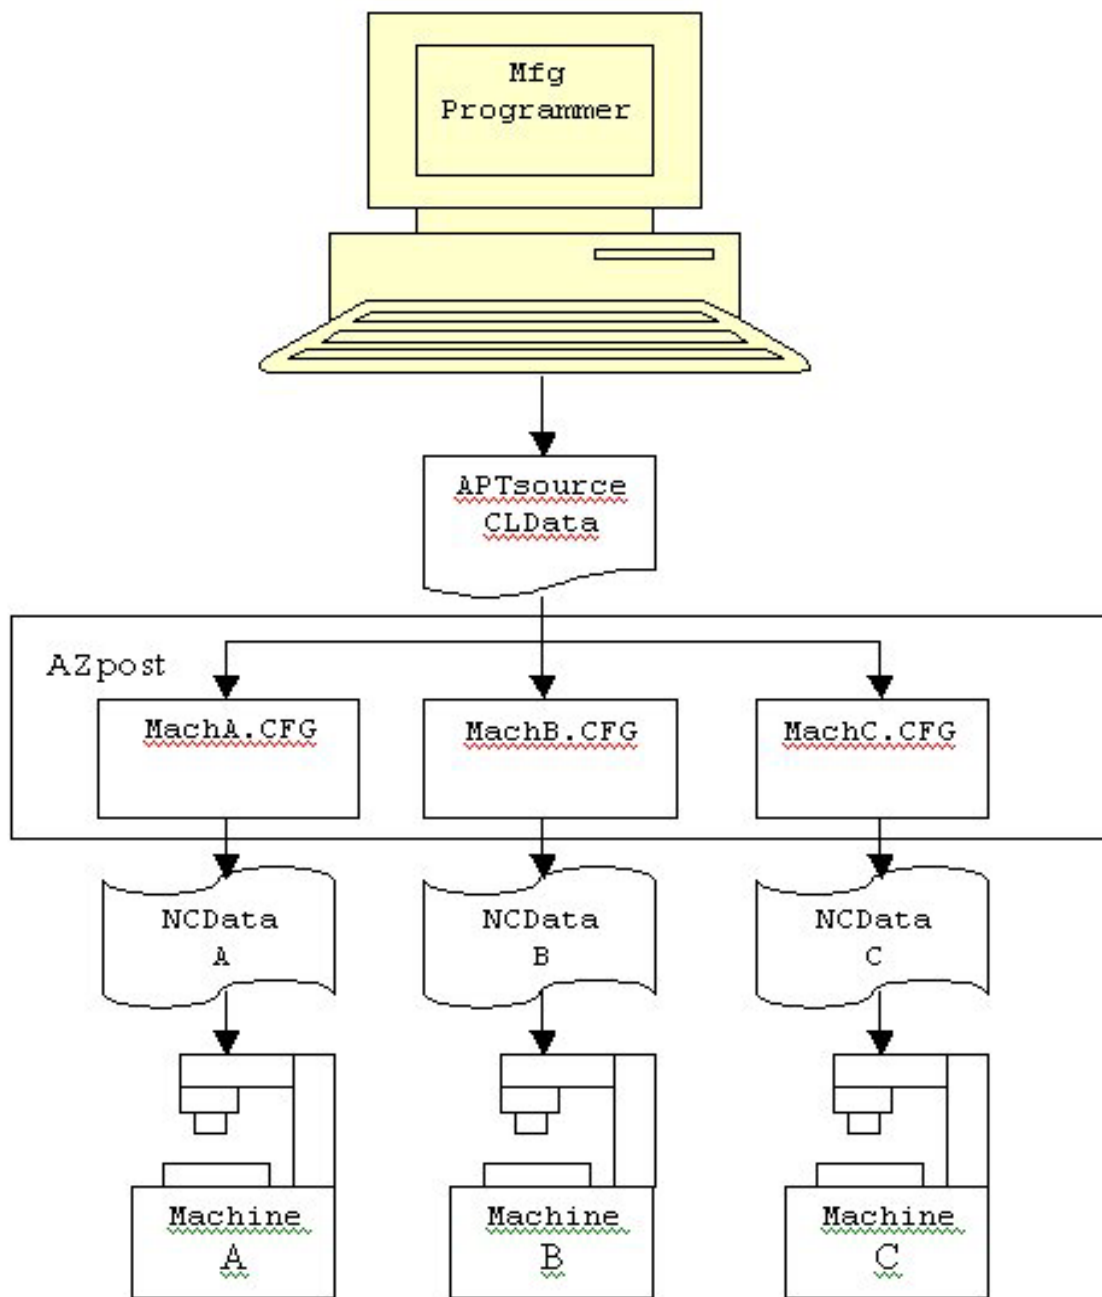 Mfg
Programmer
APTsource
CLData
AZpost
MachA.CFG
MachB.CFG
MachC.CFG
NCData
A
NCData
B
NCData
C
Machine
A
Machine
B
Machine
C